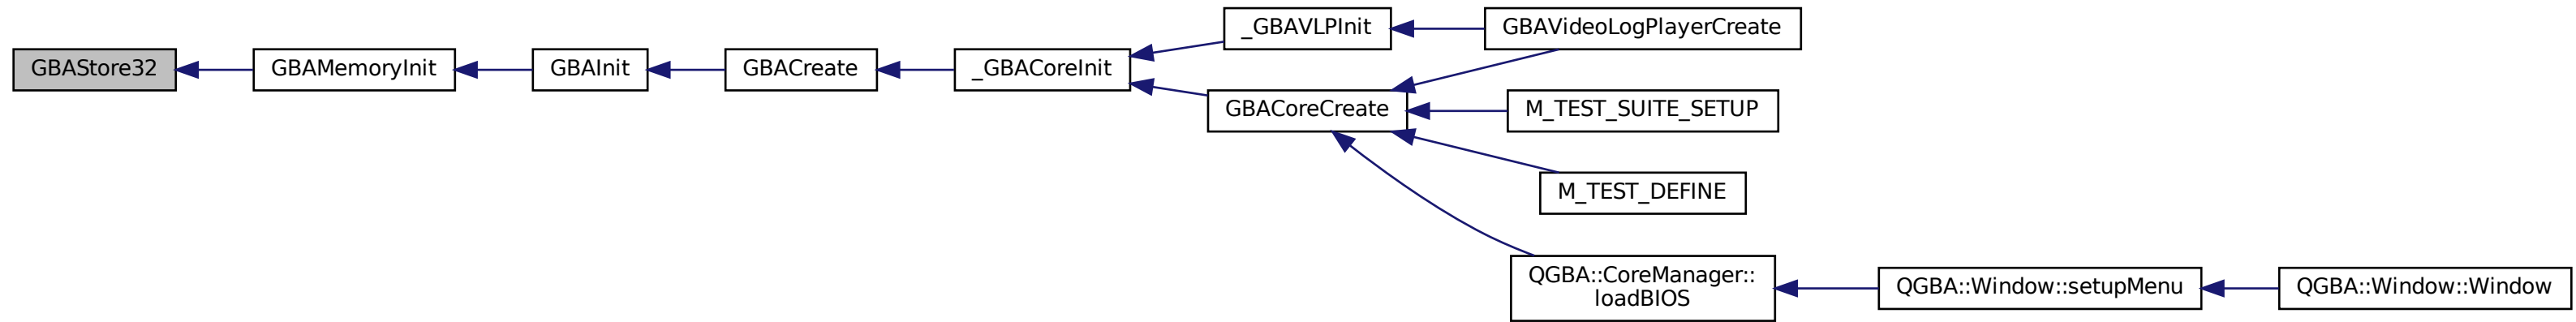 GBAStore32
GBAMemoryInit
GBAInit
GBACreate
_GBACoreInit
_GBAVLPInit
GBAVideoLogPlayerCreate
GBACoreCreate
M_TEST_SUITE_SETUP
M_TEST_DEFINE
QGBA::CoreManager::
loadBIOS
QGBA::Window::setupMenu
QGBA::Window::Window